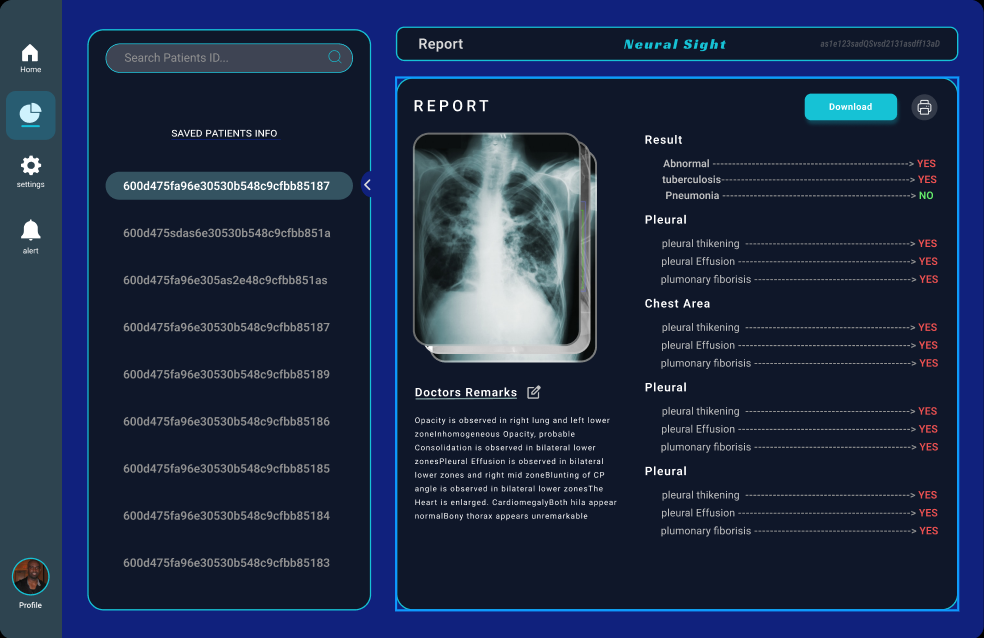 Home
settings
alert
Profile
Search Patients ID...
SAVED PATIENTS INFO
600d475fa96e30530b548c9cfbb85187
600d475sdas6e30530b548c9cfbb851a
600d475fa96e305as2e48c9cfbb851as
600d475fa96e30530b548c9cfbb85187
600d475fa96e30530b548c9cfbb85189
600d475fa96e30530b548c9cfbb85186
600d475fa96e30530b548c9cfbb85185
600d475fa96e30530b548c9cfbb85184
600d475fa96e30530b548c9cfbb85183
Report
Neural Sight
as1e123sadQSvsd2131asdff13aD
REPORT
Download
Doctors Remarks
Opacity is observed in right lung and left lower
zoneInhomogeneous Opacity, probable
Consolidation is observed in bilateral lower
zonesPleural Effusion is observed in bilateral
lower zones and right mid zoneBlunting of CP
angle is observed in bilateral lower zonesThe
Heart is enlarged. CardiomegalyBoth hila appear
normalBony thorax appears unremarkable
Result
Abnormal ---------------------------------------------------> YES
tuberculosis-------------------------------------------------> YES
Pneumonia -------------------------------------------------> NO
Pleural
pleural thikening -------------------------------------------> YES
pleural Effusion --------------------------------------------> YES
plumonary fiborisis -----------------------------------------> YES
Chest Area
pleural thikening -------------------------------------------> YES
pleural Effusion --------------------------------------------> YES
plumonary fiborisis -----------------------------------------> YES
Pleural
pleural thikening -------------------------------------------> YES
pleural Effusion --------------------------------------------> YES
plumonary fiborisis -----------------------------------------> YES
Pleural
pleural thikening -------------------------------------------> YES
pleural Effusion --------------------------------------------> YES
plumonary fiborisis -----------------------------------------> YES